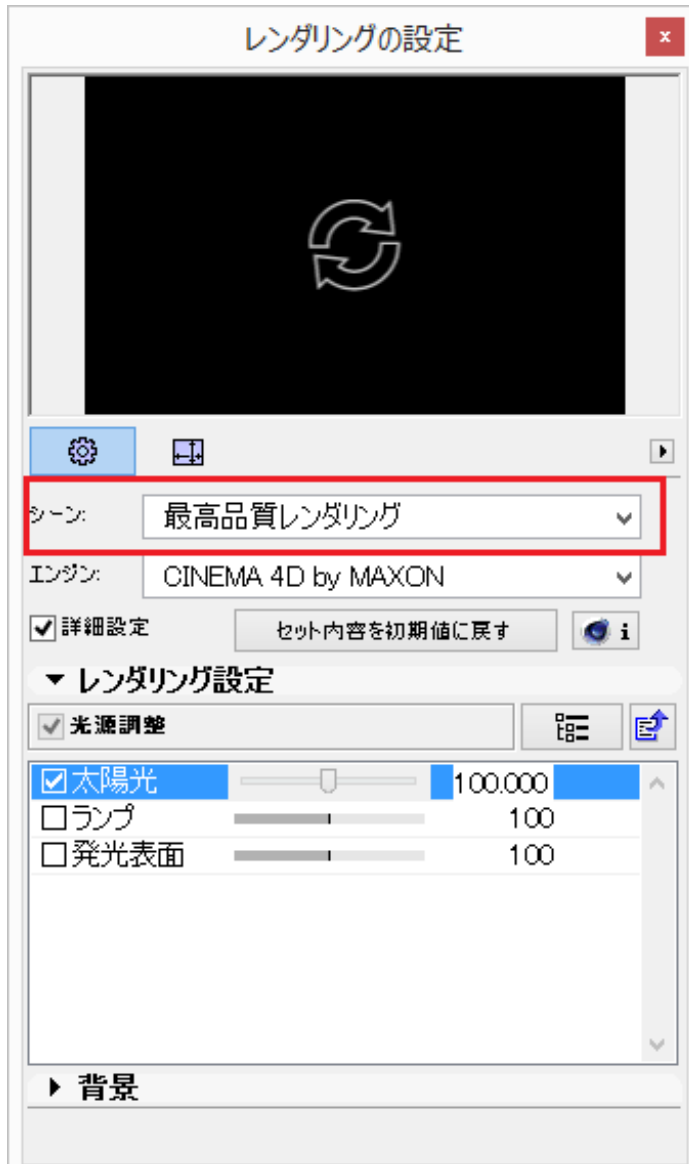 レンダリングの設定
x
シーン: 最高品質レンダリング
エンジン: CINEMA 4D by MAXON
詳細設定 セット内容を初期値に戻す i
レンダリング設定
光源調整
太陽光 100.000
ランプ 100
発光表面 100
背景